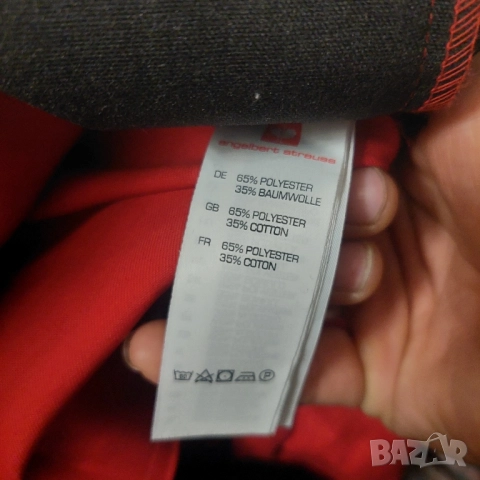 engelbert strauss
DE 65% POLYESTER
35% BAUMWOLLE
GB 65% POLYESTER
35% COTTON
FR 65% POLYESTER
35% COTON
P
BAZAR